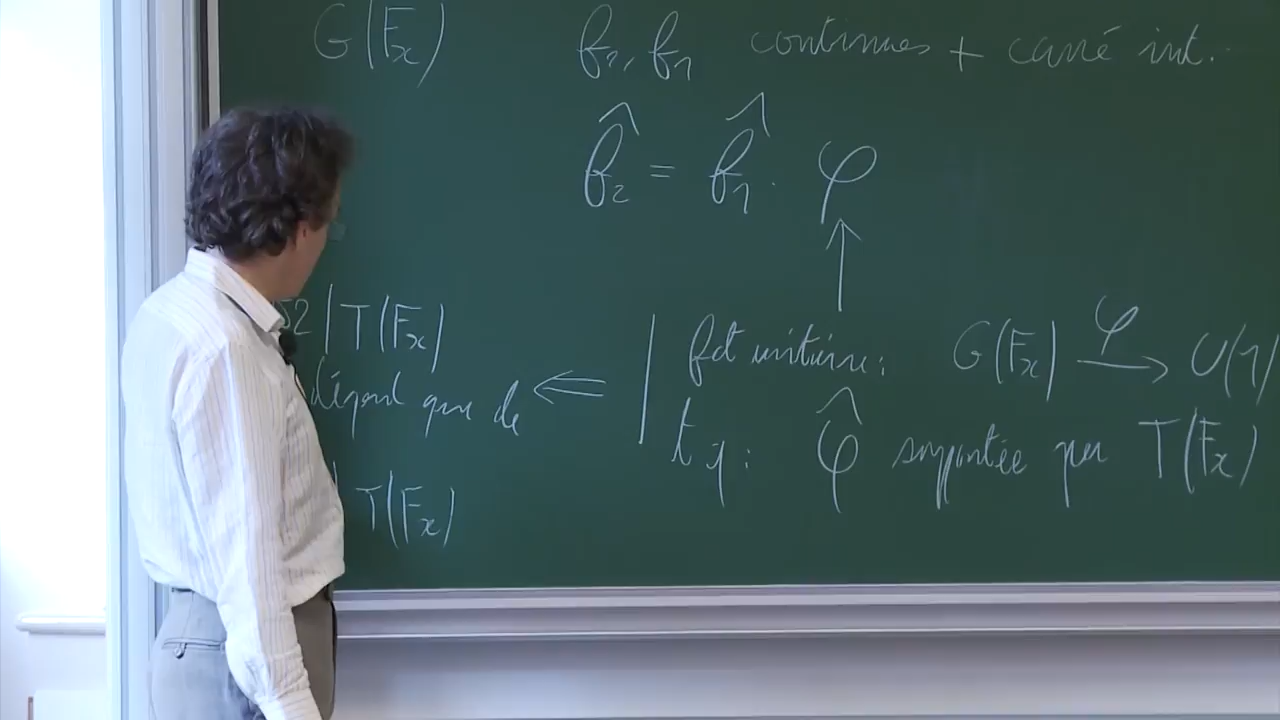 G(Fₓ) f₂, f₁ continues + carré int.
f̂₂ = f̂₁ · φ
↑
| T(Fₓ) | fct unitaire : G(Fₓ) —φ→ U(1)
dépend que de ⇐ tq : φ̂ supportée par T(Fₓ)
| T(Fₓ)